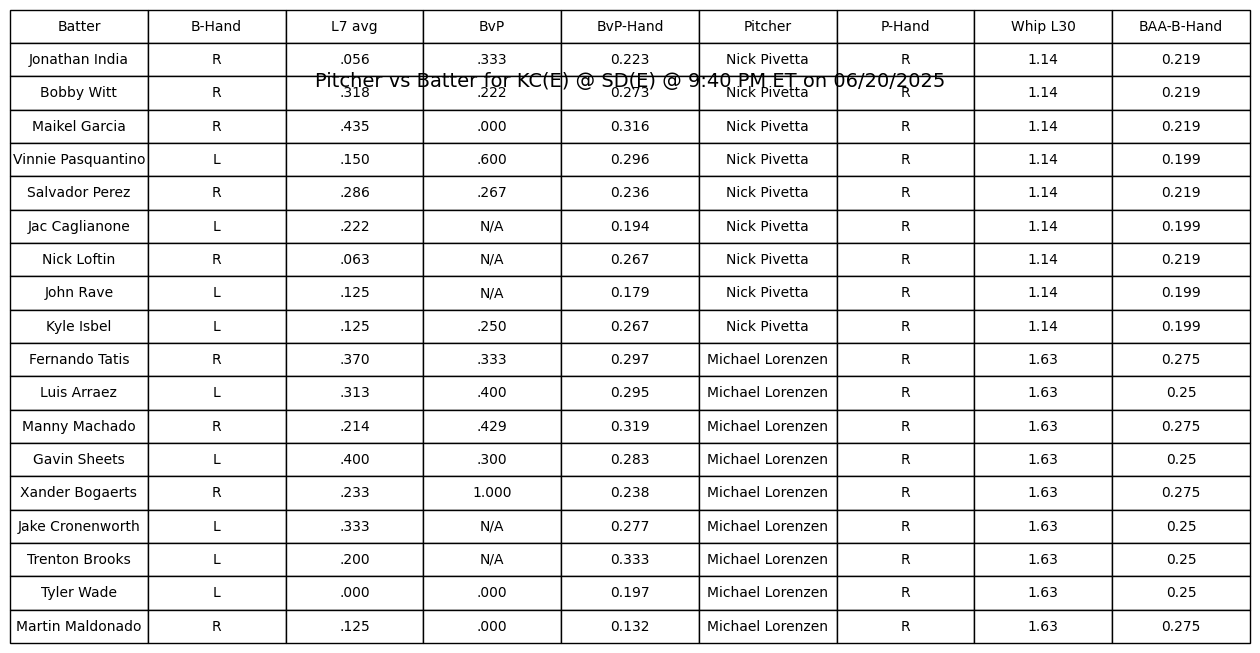 Batter B-Hand L7 avg BvP BvP-Hand Pitcher P-Hand Whip L30 BAA-B-Hand
Jonathan India R .056 .333 0.223 Nick Pivetta R 1.14 0.219
Pitcher vs Batter for KC(E) @ SD(E) @ 9:40 PM ET on 06/20/2025
Bobby Witt R .318 .222 0.273 Nick Pivetta R 1.14 0.219
Maikel Garcia R .435 .000 0.316 Nick Pivetta R 1.14 0.219
Vinnie Pasquantino L .150 .600 0.296 Nick Pivetta R 1.14 0.199
Salvador Perez R .286 .267 0.236 Nick Pivetta R 1.14 0.219
Jac Caglianone L .222 N/A 0.194 Nick Pivetta R 1.14 0.199
Nick Loftin R .063 N/A 0.267 Nick Pivetta R 1.14 0.219
John Rave L .125 N/A 0.179 Nick Pivetta R 1.14 0.199
Kyle Isbel L .125 .250 0.267 Nick Pivetta R 1.14 0.199
Fernando Tatis R .370 .333 0.297 Michael Lorenzen R 1.63 0.275
Luis Arraez L .313 .400 0.295 Michael Lorenzen R 1.63 0.25
Manny Machado R .214 .429 0.319 Michael Lorenzen R 1.63 0.275
Gavin Sheets L .400 .300 0.283 Michael Lorenzen R 1.63 0.25
Xander Bogaerts R .233 1.000 0.238 Michael Lorenzen R 1.63 0.275
Jake Cronenworth L .333 N/A 0.277 Michael Lorenzen R 1.63 0.25
Trenton Brooks L .200 N/A 0.333 Michael Lorenzen R 1.63 0.25
Tyler Wade L .000 .000 0.197 Michael Lorenzen R 1.63 0.25
Martin Maldonado R .125 .000 0.132 Michael Lorenzen R 1.63 0.275